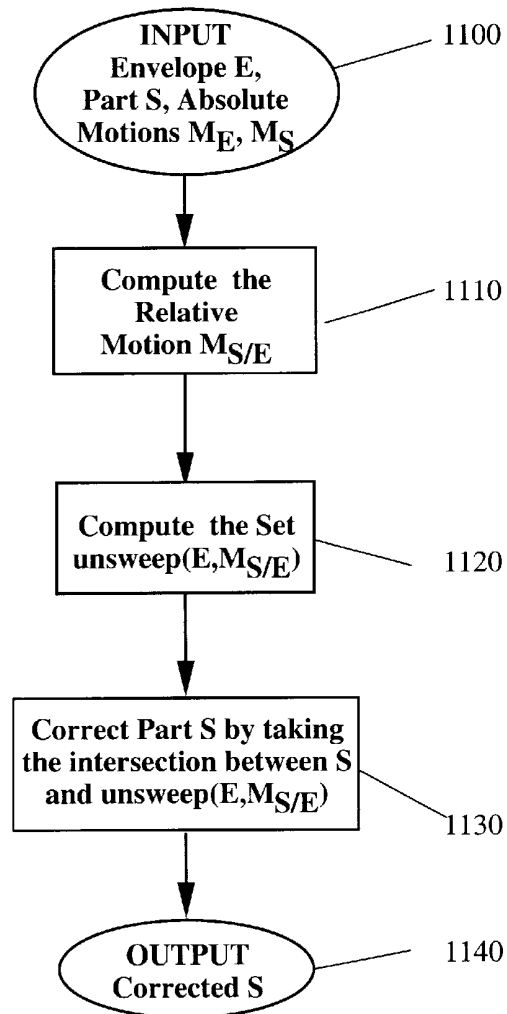 INPUT
Envelope E,
Part S, Absolute
Motions M_E, M_S
1100
Compute the
Relative
Motion M_S/E
1110
Compute the Set
unsweep(E,M_S/E)
1120
Correct Part S by taking
the intersection between S
and unsweep(E,M_S/E)
1130
OUTPUT
Corrected S
1140